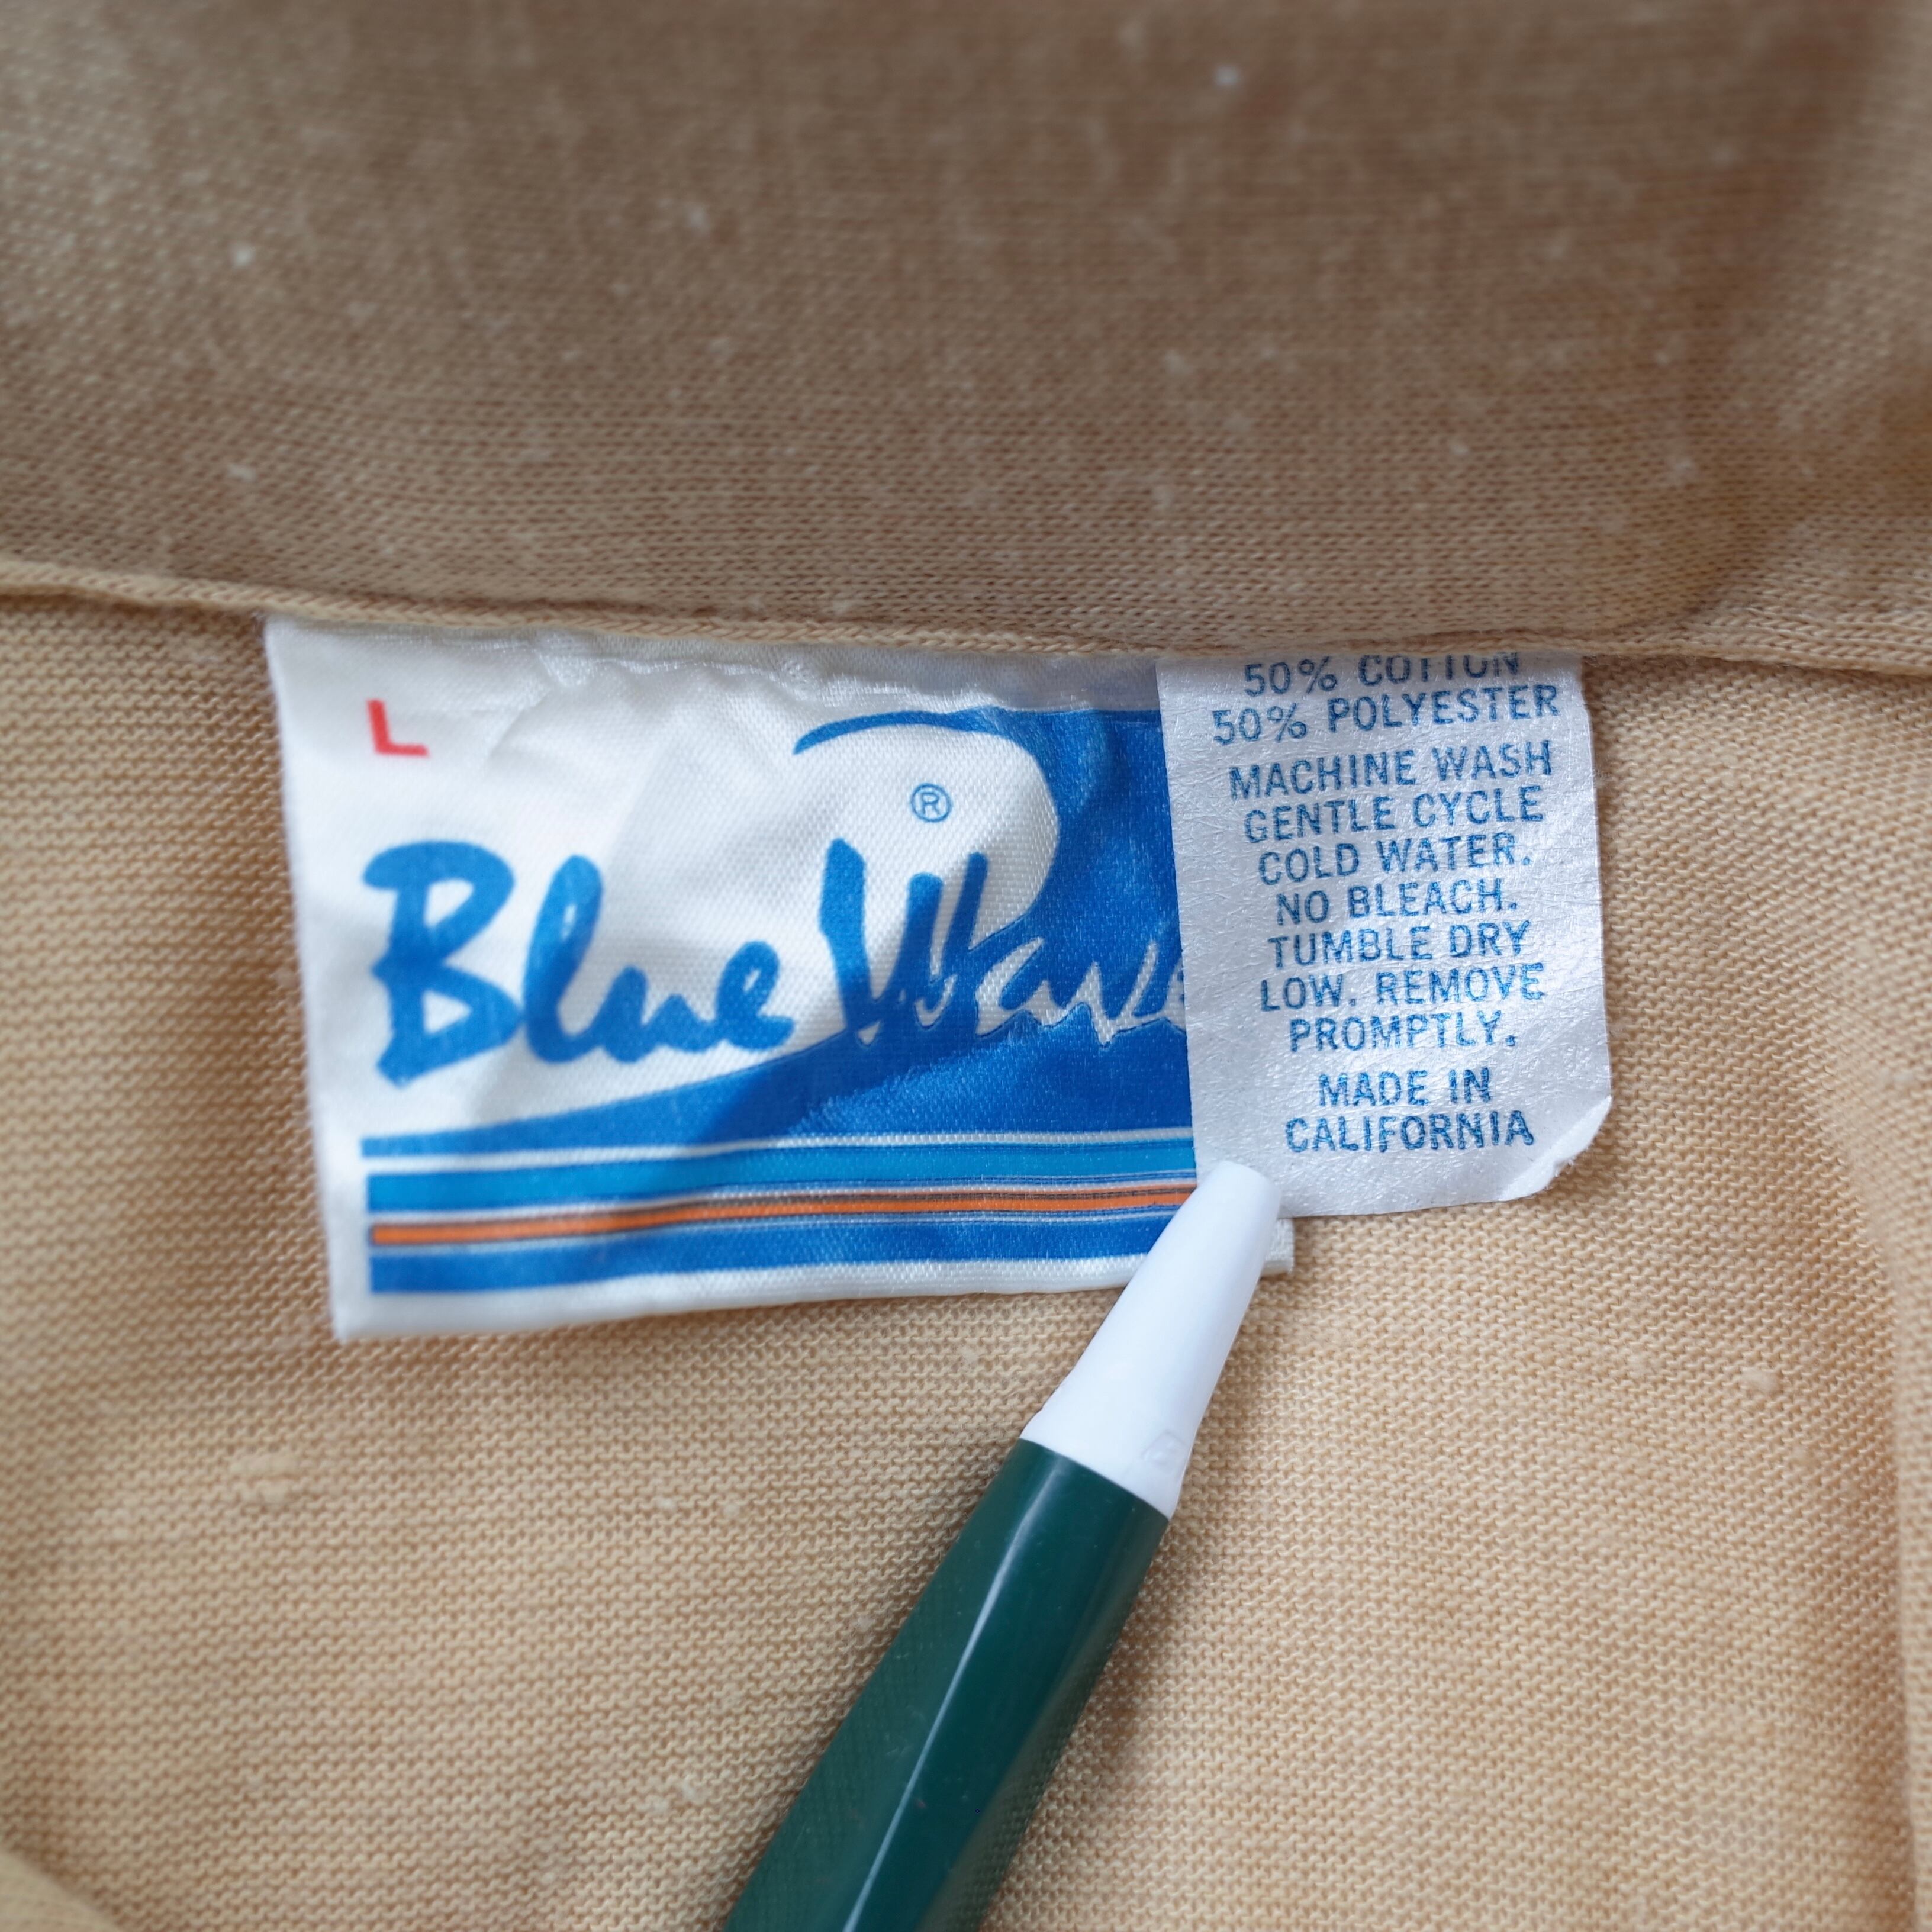 L
®
Blue Wave
50% COTTON
50% POLYESTER
MACHINE WASH
GENTLE CYCLE
COLD WATER.
NO BLEACH.
TUMBLE DRY
LOW. REMOVE
PROMPTLY.
MADE IN
CALIFORNIA